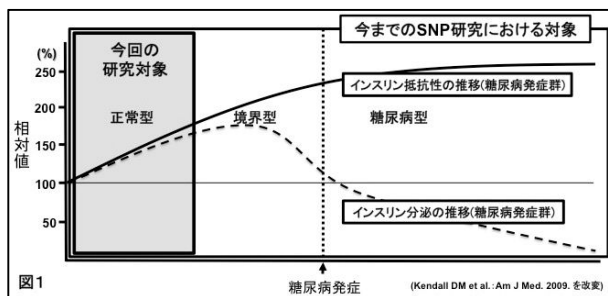 今までのSNP研究における対象
今回の
研究対象
(%)
250
200
150
100
50
相対値
インスリン抵抗性の推移(糖尿病発症群)
正常型
境界型
糖尿病型
インスリン分泌の推移(糖尿病発症群)
図1
糖尿病発症
(Kendall DM et al.:Am J Med. 2009. を改変)